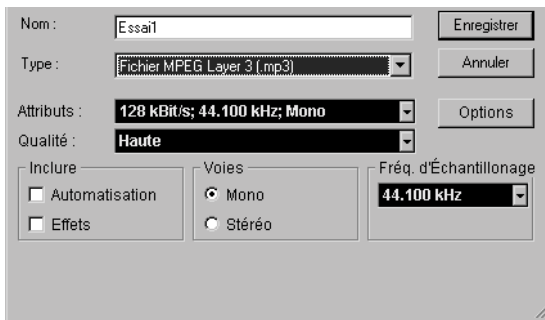 Nom : Essai1 Enregistrer
Type : Fichier MPEG Layer 3 (.mp3) Annuler
Attributs : 128 kBit/s; 44.100 kHz; Mono Options
Qualité : Haute
Inclure Voies Fréq. d'Échantillonage
Automatisation Mono 44.100 kHz
Effets Stéréo